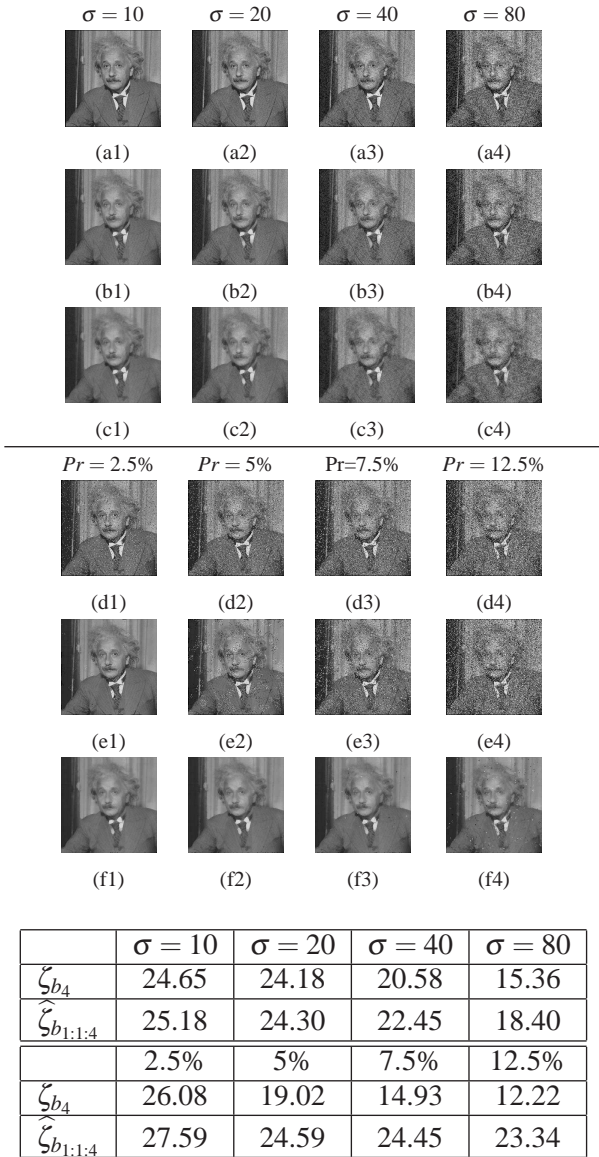 σ = 10 σ = 20 σ = 40 σ = 80
(a1) (a2) (a3) (a4)
(b1) (b2) (b3) (b4)
(c1) (c2) (c3) (c4)
Pr = 2.5% Pr = 5% Pr=7.5% Pr = 12.5%
(d1) (d2) (d3) (d4)
(e1) (e2) (e3) (e4)
(f1) (f2) (f3) (f4)
σ = 10 σ = 20 σ = 40 σ = 80
ζ_{b_4} 24.65 24.18 20.58 15.36
\widehat{ζ}_{b_{1:1:4}} 25.18 24.30 22.45 18.40
2.5% 5% 7.5% 12.5%
ζ_{b_4} 26.08 19.02 14.93 12.22
\widehat{ζ}_{b_{1:1:4}} 27.59 24.59 24.45 23.34